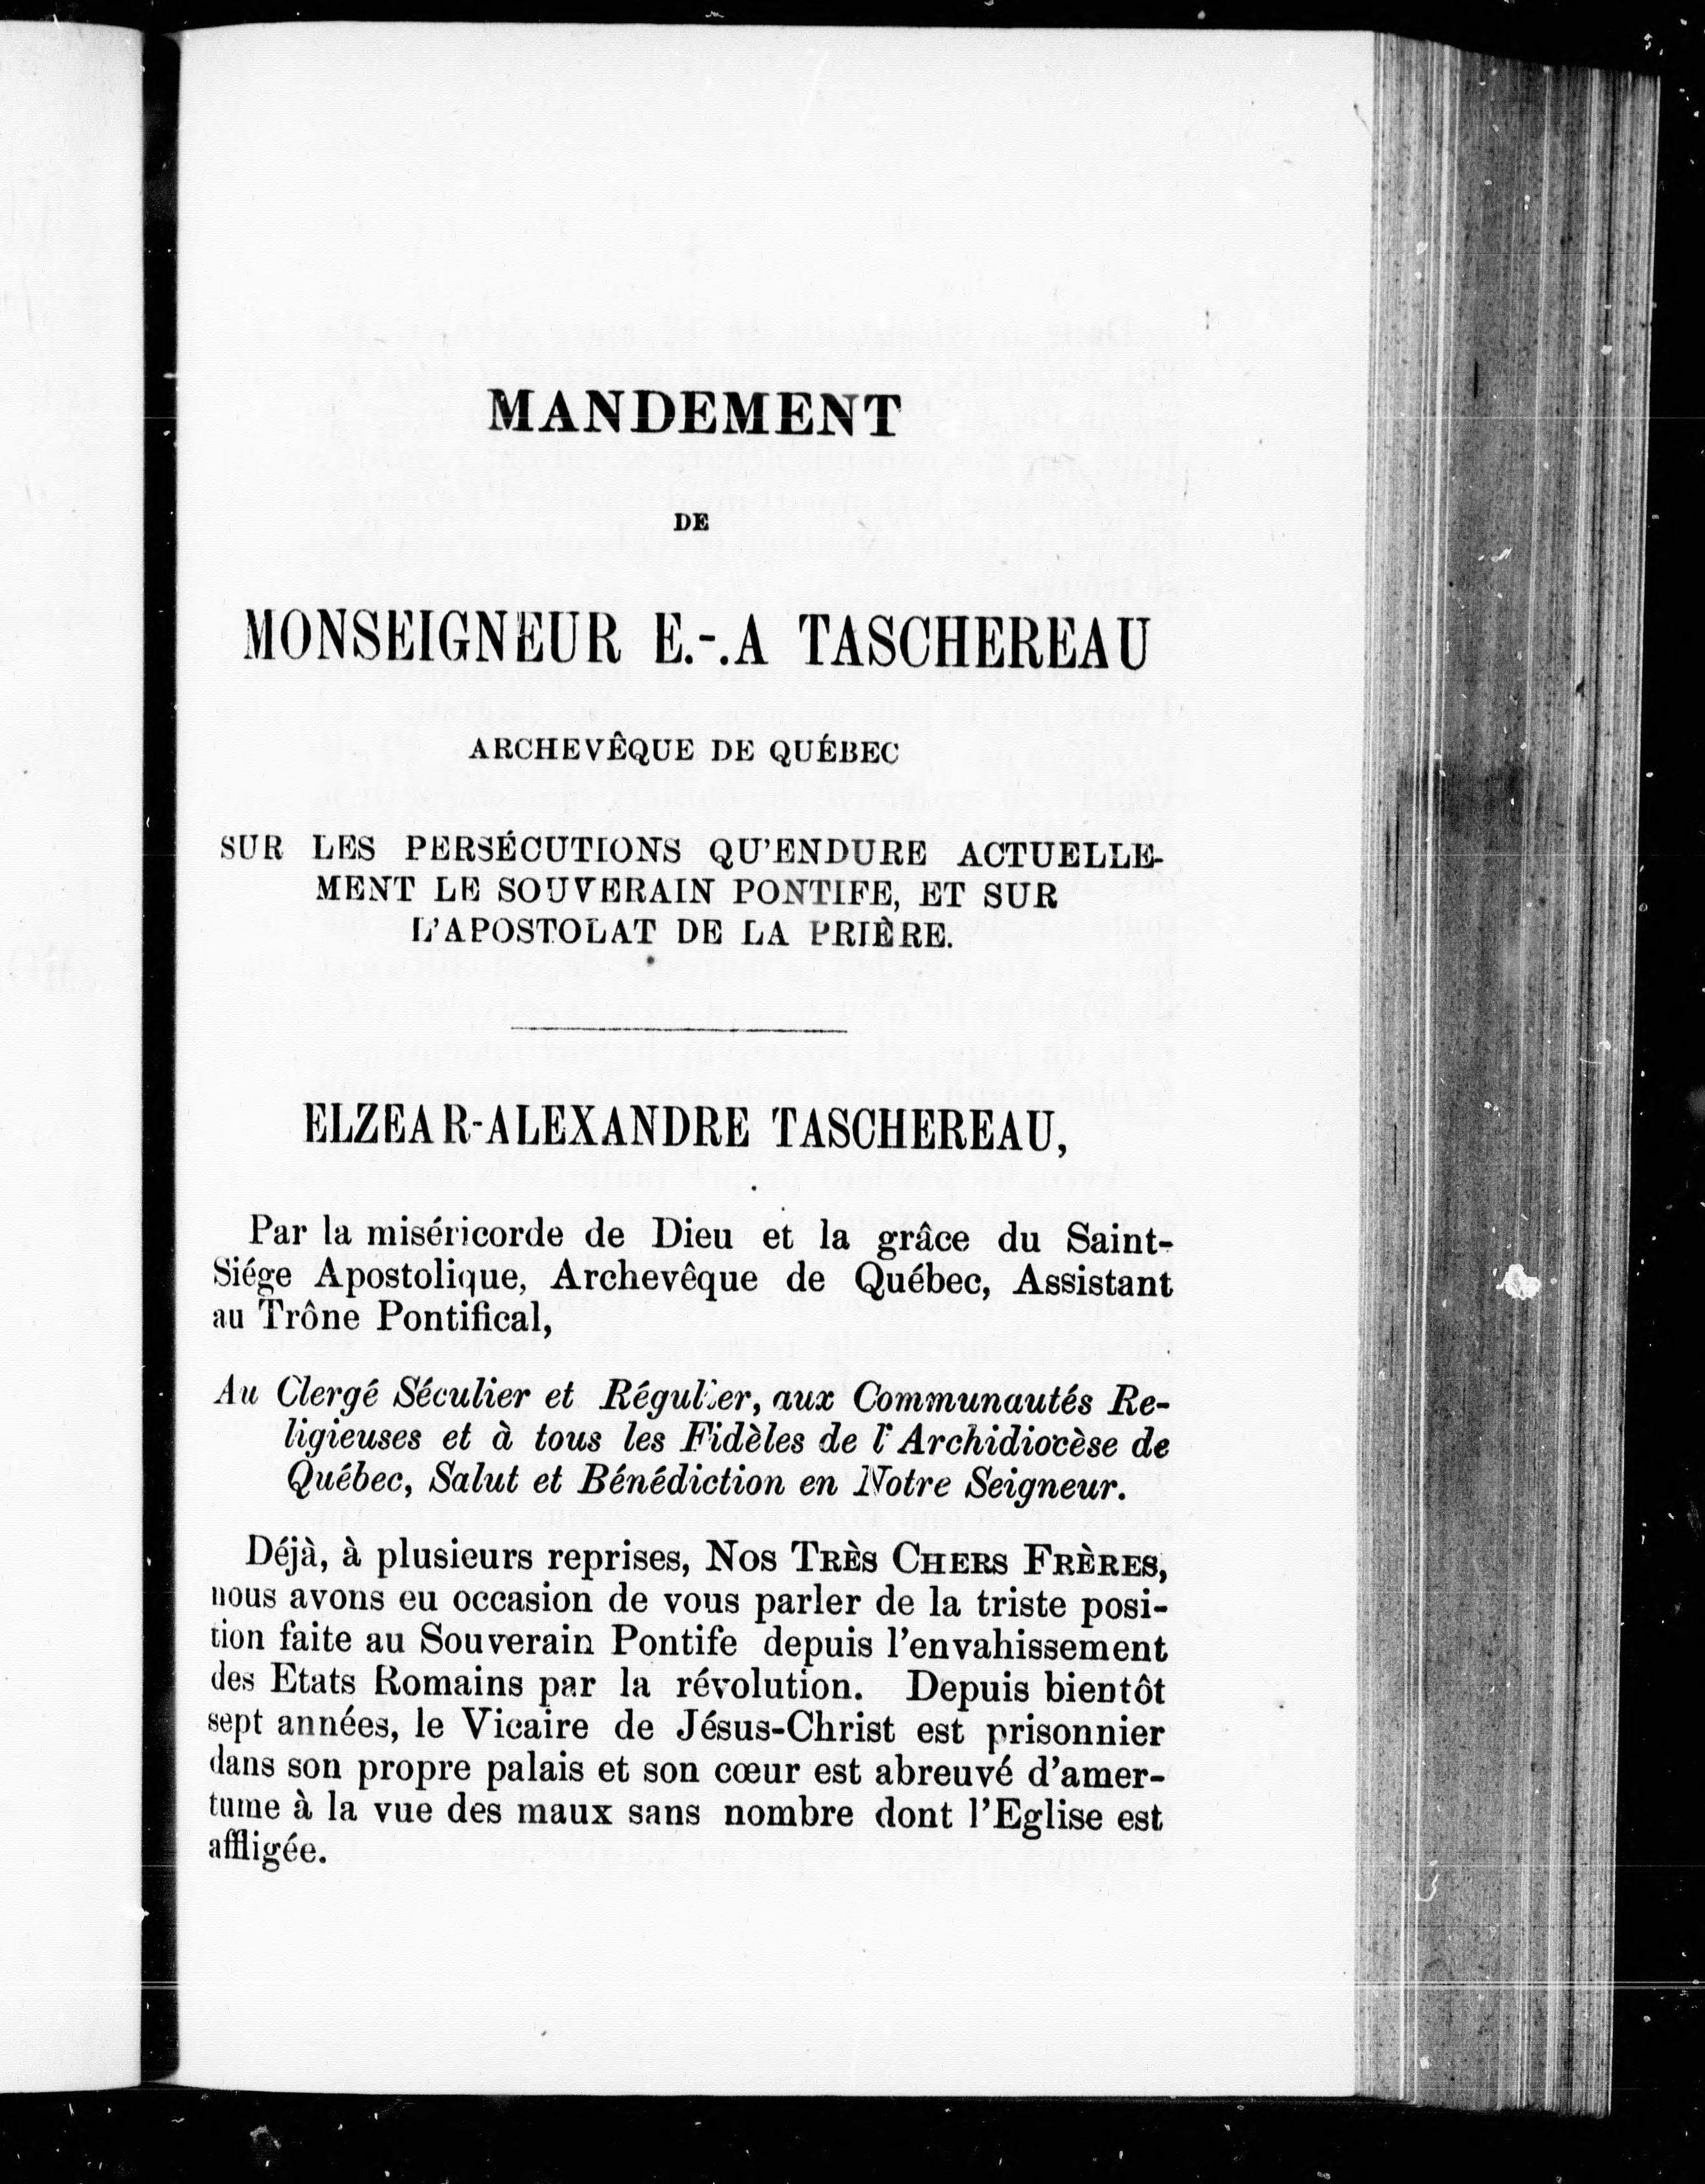 MANDEMENT
DE
MONSEIGNEUR E.-.A TASCHEREAU
ARCHEVÊQUE DE QUÉBEC
SUR LES PERSÉCUTIONS QU'ENDURE ACTUELLE-
MENT LE SOUVERAIN PONTIFE, ET SUR
L'APOSTOLAT DE LA PRIÈRE.
ELZEAR-ALEXANDRE TASCHEREAU,
Par la miséricorde de Dieu et la grâce du Saint-
Siége Apostolique, Archevêque de Québec, Assistant
au Trône Pontifical,
Au Clergé Séculier et Régulier, aux Communautés Re-
ligieuses et à tous les Fidèles de l'Archidiocèse de
Québec, Salut et Bénédiction en Notre Seigneur.
Déjà, à plusieurs reprises, NOS TRÈS CHERS FRÈRES,
nous avons eu occasion de vous parler de la triste posi-
tion faite au Souverain Pontife depuis l'envahissement
des Etats Romains par la révolution. Depuis bientôt
sept années, le Vicaire de Jésus-Christ est prisonnier
dans son propre palais et son cœur est abreuvé d'amer-
tume à la vue des maux sans nombre dont l'Eglise est
affligée.